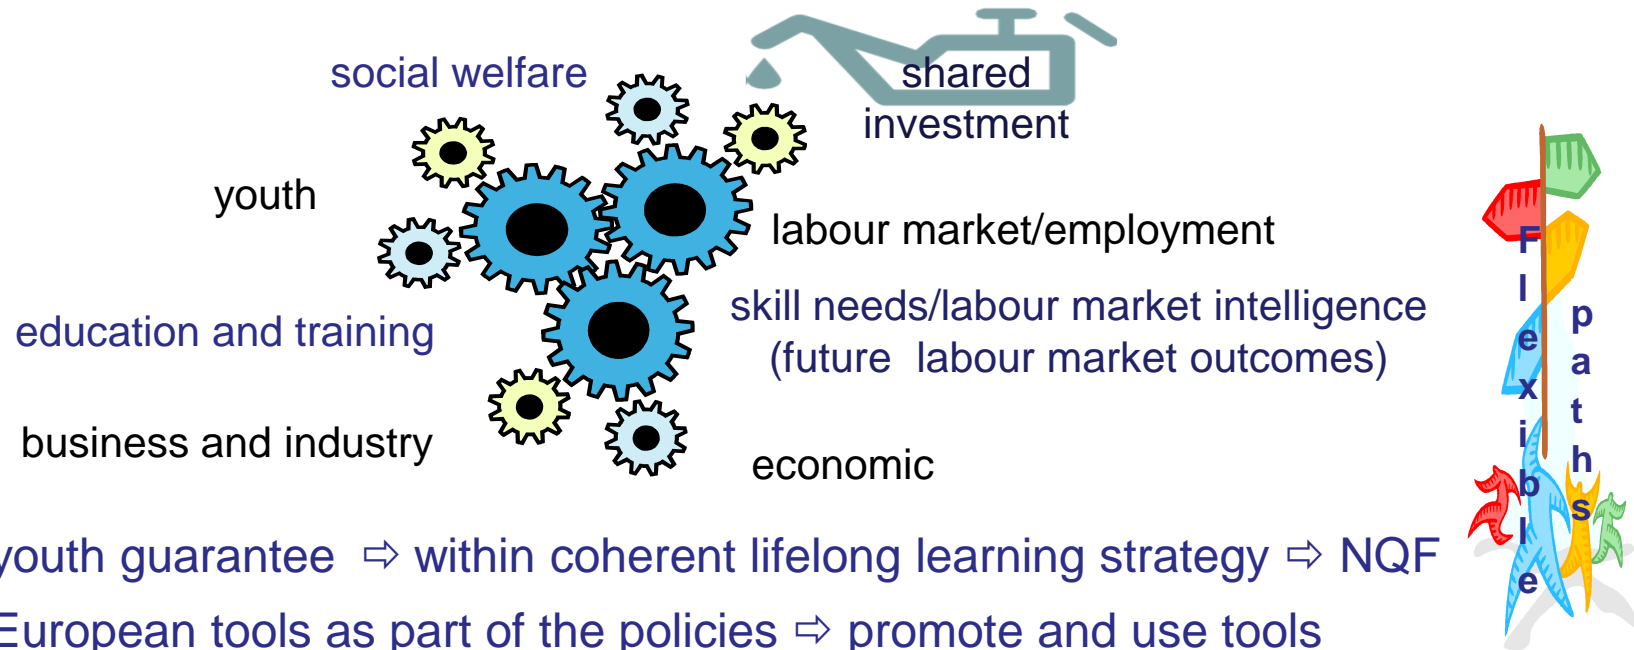 social welfare
shared
investment
youth
labour market/employment
skill needs/labour market intelligence
(future labour market outcomes)
education and training
business and industry
economic
Flexible
paths
youth guarantee ⇨ within coherent lifelong learning strategy ⇨ NQF
European tools as part of the policies ⇨ promote and use tools